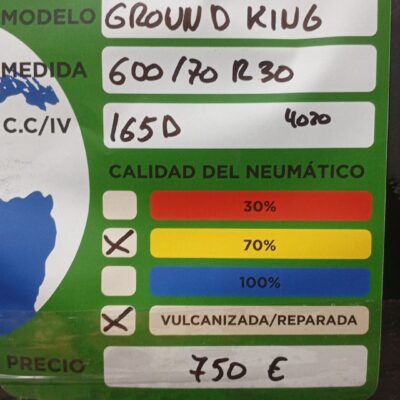 MODELO GROUND KING
MEDIDA 600/70 R30
C.C/IV 165D 4020
CALIDAD DEL NEUMÁTICO
30%
X 70%
100%
X VULCANIZADA/REPARADA
PRECIO 750 €